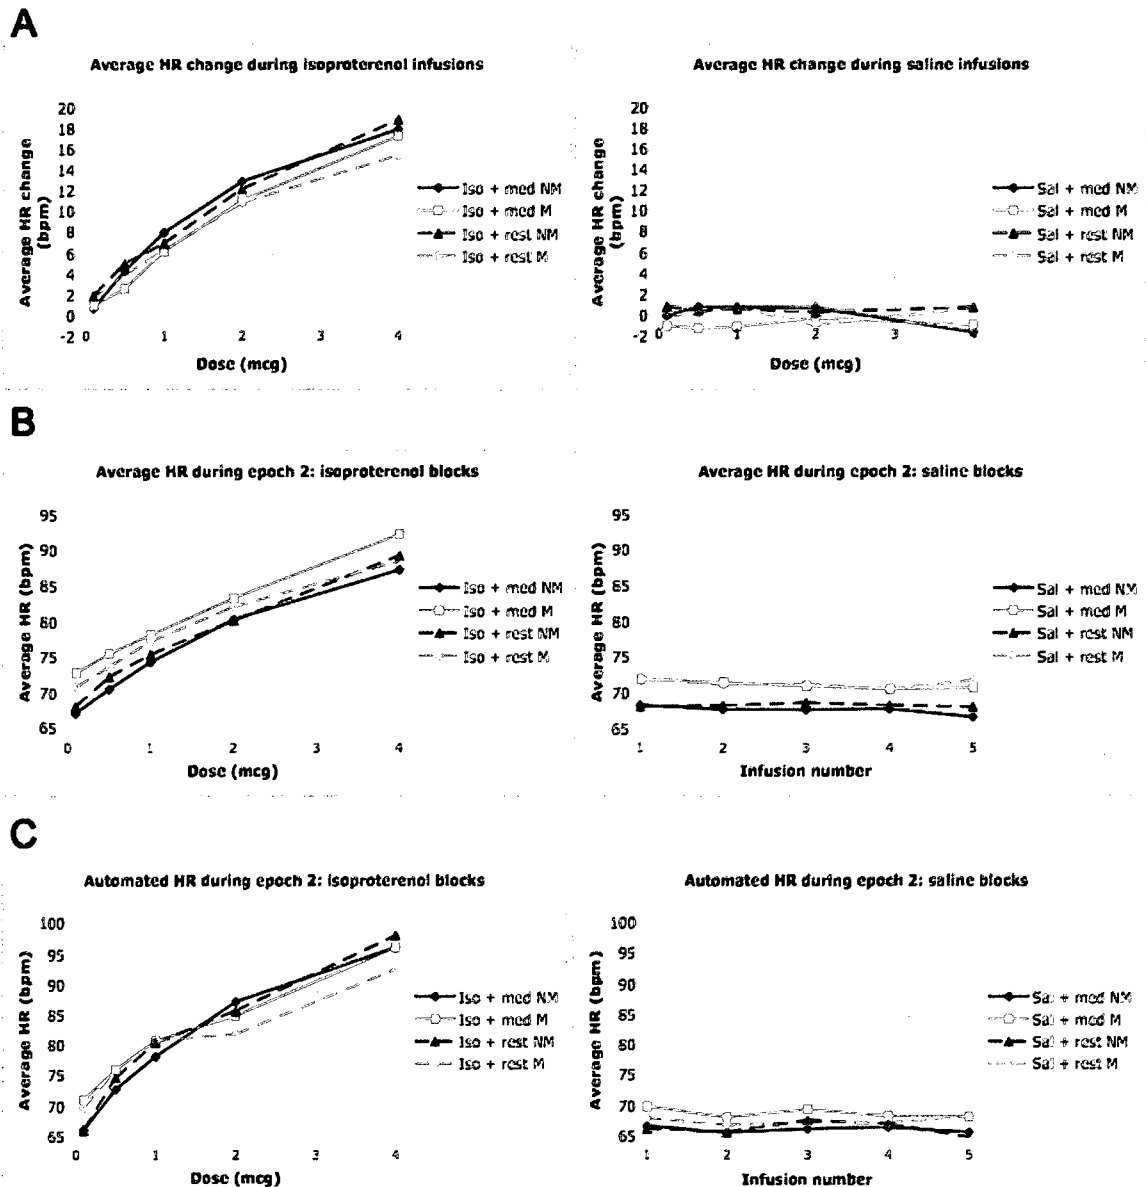 A
Average HR change during isoproterenol infusions
Average HR change
(bpm)
20
18
16
14
12
10
8
6
4
2
0
-2
0
1
2
3
4
Dose (mcg)
Iso + med NM
Iso + med M
Iso + rest NM
Iso + rest M
Average HR change during saline infusions
Average HR change
(bpm)
20
18
16
14
12
10
8
6
4
2
0
-2
0
1
2
3
4
Dose (mcg)
Sal + med NM
Sal + med M
Sal + rest NM
Sal + rest M
B
Average HR during epoch 2: isoproterenol blocks
Average HR (bpm)
95
90
85
80
75
70
65
0
1
2
3
4
Dose (mcg)
Iso + med NM
Iso + med M
Iso + rest NM
Iso + rest M
Average HR during epoch 2: saline blocks
Average HR (bpm)
95
90
85
80
75
70
65
1
2
3
4
5
Infusion number
Sal + med NM
Sal + med M
Sal + rest NM
Sal + rest M
C
Automated HR during epoch 2: isoproterenol blocks
Average HR (bpm)
100
95
90
85
80
75
70
65
0
1
2
3
4
Dose (mcg)
Iso + med NM
Iso + med M
Iso + rest NM
Iso + rest M
Automated HR during epoch 2: saline blocks
Average HR (bpm)
100
95
90
85
80
75
70
65
1
2
3
4
5
Infusion number
Sal + med NM
Sal + med M
Sal + rest NM
Sal + rest M